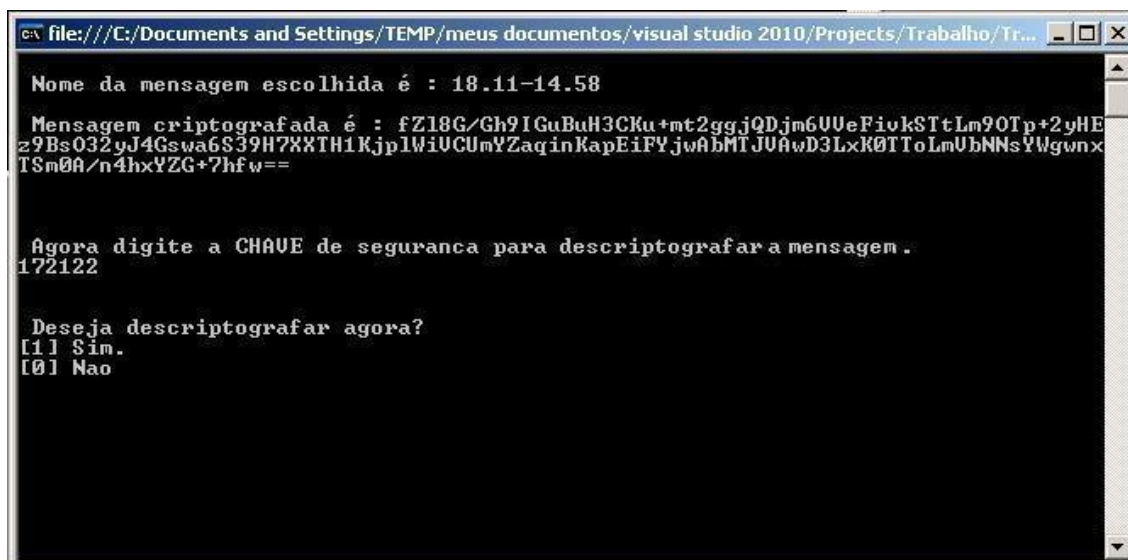 file:///C:/Documents and Settings/TEMP/meus documentos/visual studio 2010/Projects/Trabalho/Tr...
Nome da mensagem escolhida é : 18.11-14.58
Mensagem criptografada é : fZl8G/Gh9IGuBuH3CKu+mt2ggjQDjm6VVeFivkSTtLm9OTp+2yHE
z9BsO32yJ4Gswa6S39H7XXTH1KjplWiVCUmYZaqinKapEiFYjwAbMTJVAwD3LxK0TToLmVbNNsYWgwnx
TSm0A/n4hxYZG+7hfw==
Agora digite a CHAVE de seguranca para descriptografar a mensagem.
172122
Deseja descriptografar agora?
[1] Sim.
[0] Nao